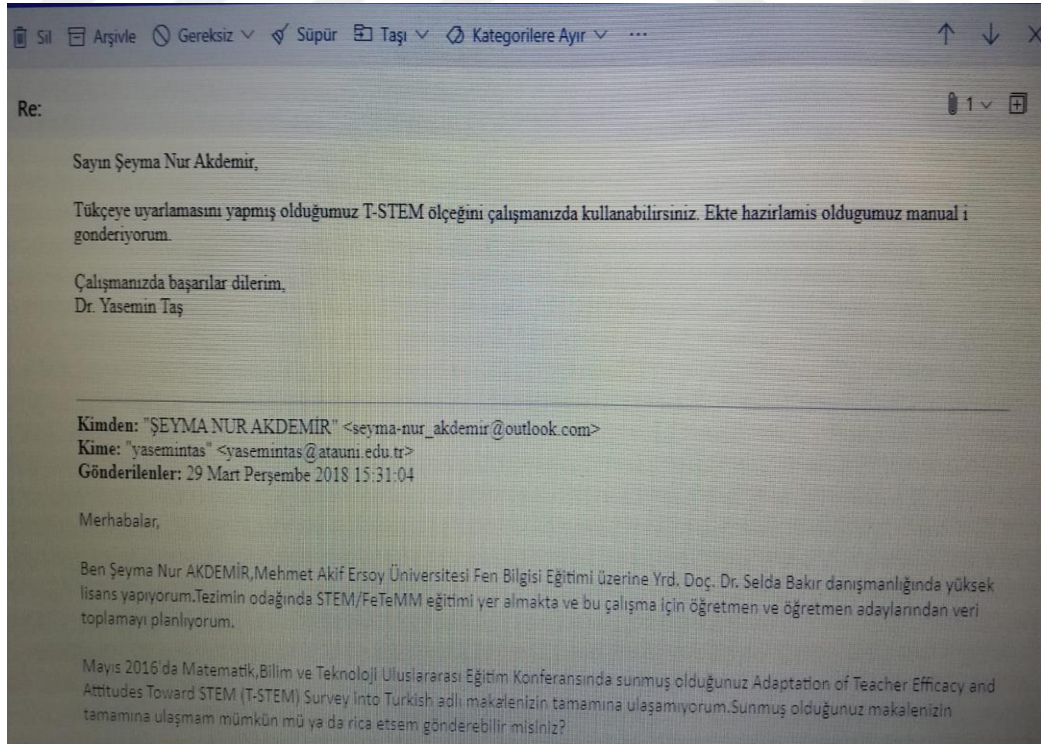 Sil Arşivle Gereksiz Süpür Taşı Kategorilere Ayır ...
Re:
1
Sayın Şeyma Nur Akdemir,
Tükçeye uyarlamasını yapmış olduğumuz T-STEM ölçeğini çalışmanızda kullanabilirsiniz. Ekte hazirlamis oldugumuz manual i
gonderiyorum.
Çalışmanızda başarılar dilerim,
Dr. Yasemin Taş
Kimden: "ŞEYMA NUR AKDEMİR" <seyma-nur_akdemir@outlook.com>
Kime: "yasemintas" <yasemintas@atauni.edu.tr>
Gönderilenler: 29 Mart Perşembe 2018 15:31:04
Merhabalar,
Ben Şeyma Nur AKDEMİR,Mehmet Akif Ersoy Üniversitesi Fen Bilgisi Eğitimi üzerine Yrd. Doç. Dr. Selda Bakır danışmanlığında yüksek
lisans yapıyorum.Tezimin odağında STEM/FeTeMM eğitimi yer almakta ve bu çalışma için öğretmen ve öğretmen adaylarından veri
toplamayı planlıyorum.
Mayıs 2016'da Matematik,Bilim ve Teknoloji Uluslararası Eğitim Konferansında sunmuş olduğunuz Adaptation of Teacher Efficacy and
Attitudes Toward STEM (T-STEM) Survey into Turkish adlı makalenizin tamamına ulaşamıyorum.Sunmuş olduğunuz makalenizin
tamamına ulaşmam mümkün mü ya da rica etsem gönderebilir misiniz?